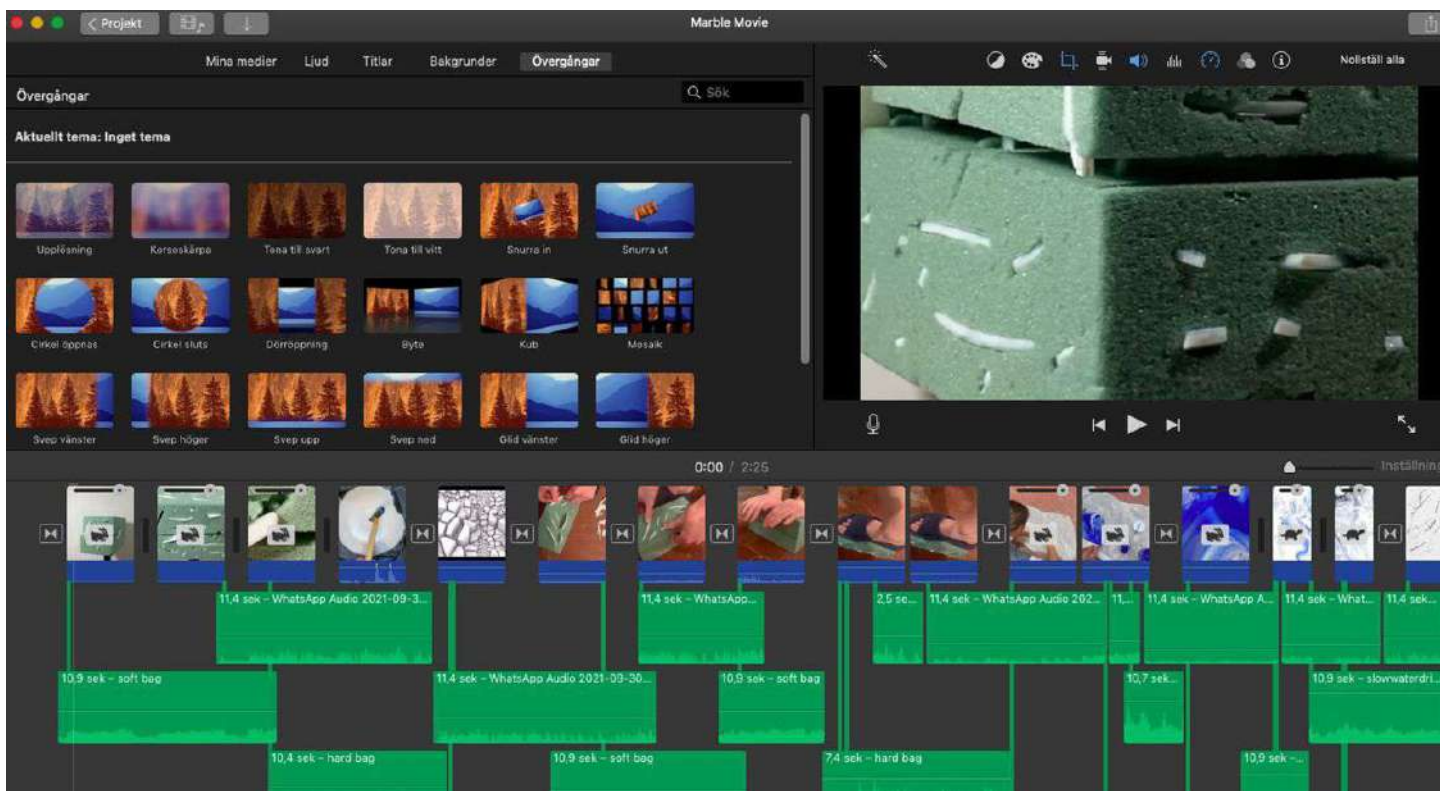 Projekt
Marble Movie
Mina medier Ljud Titlar Bakgrunder Övergångar
Nollställ alla
Övergångar
Sök
Aktuellt tema: Inget tema
Upplösning Korsoskärpa Tona till svart Tona till vitt Snurra in Snurra ut
Cirkel öppnas Cirkel sluts Dörröppning Byte Kub Mosaik
Svep vänster Svep höger Svep upp Svep ned Glid vänster Glid höger
0:00 / 2:25
Inställning
11,4 sek – WhatsApp Audio 2021-09-3...
11,4 sek – WhatsApp...
2,5 se...
11,4 sek – WhatsApp Audio 202...
11,...
11,4 sek – WhatsApp A...
11,4 sek – What...
11,4 sek...
10,9 sek – soft bag
11,4 sek – WhatsApp Audio 2021-09-30...
10,9 sek – soft bag
10,7 sek...
10,9 sek – slowwaterdri...
10,4 sek – hard bag
10,9 sek – soft bag
7,4 sek – hard bag
10,9 sek –...